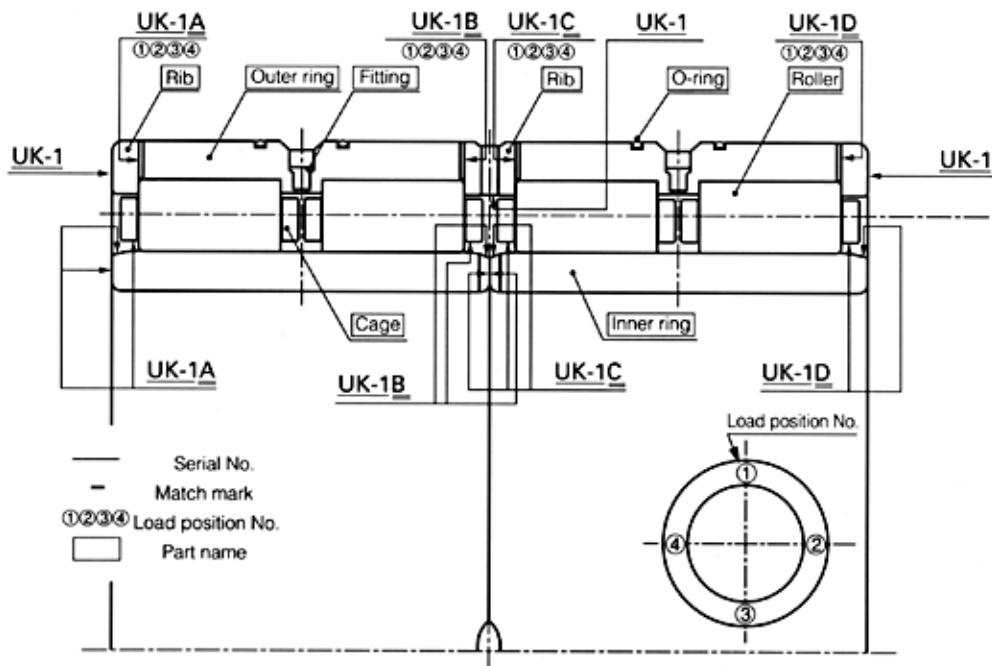 UK-1A UK-1B UK-1C UK-1 UK-1D
①②③④ ①②③④ ①②③④ ①②③④
Rib Outer ring Fitting Rib O-ring Roller
UK-1 UK-1
Cage Inner ring
UK-1A UK-1B UK-1C UK-1D
Load position No.
Serial No.
Match mark
①②③④ Load position No.
Part name
①
④ ②
③